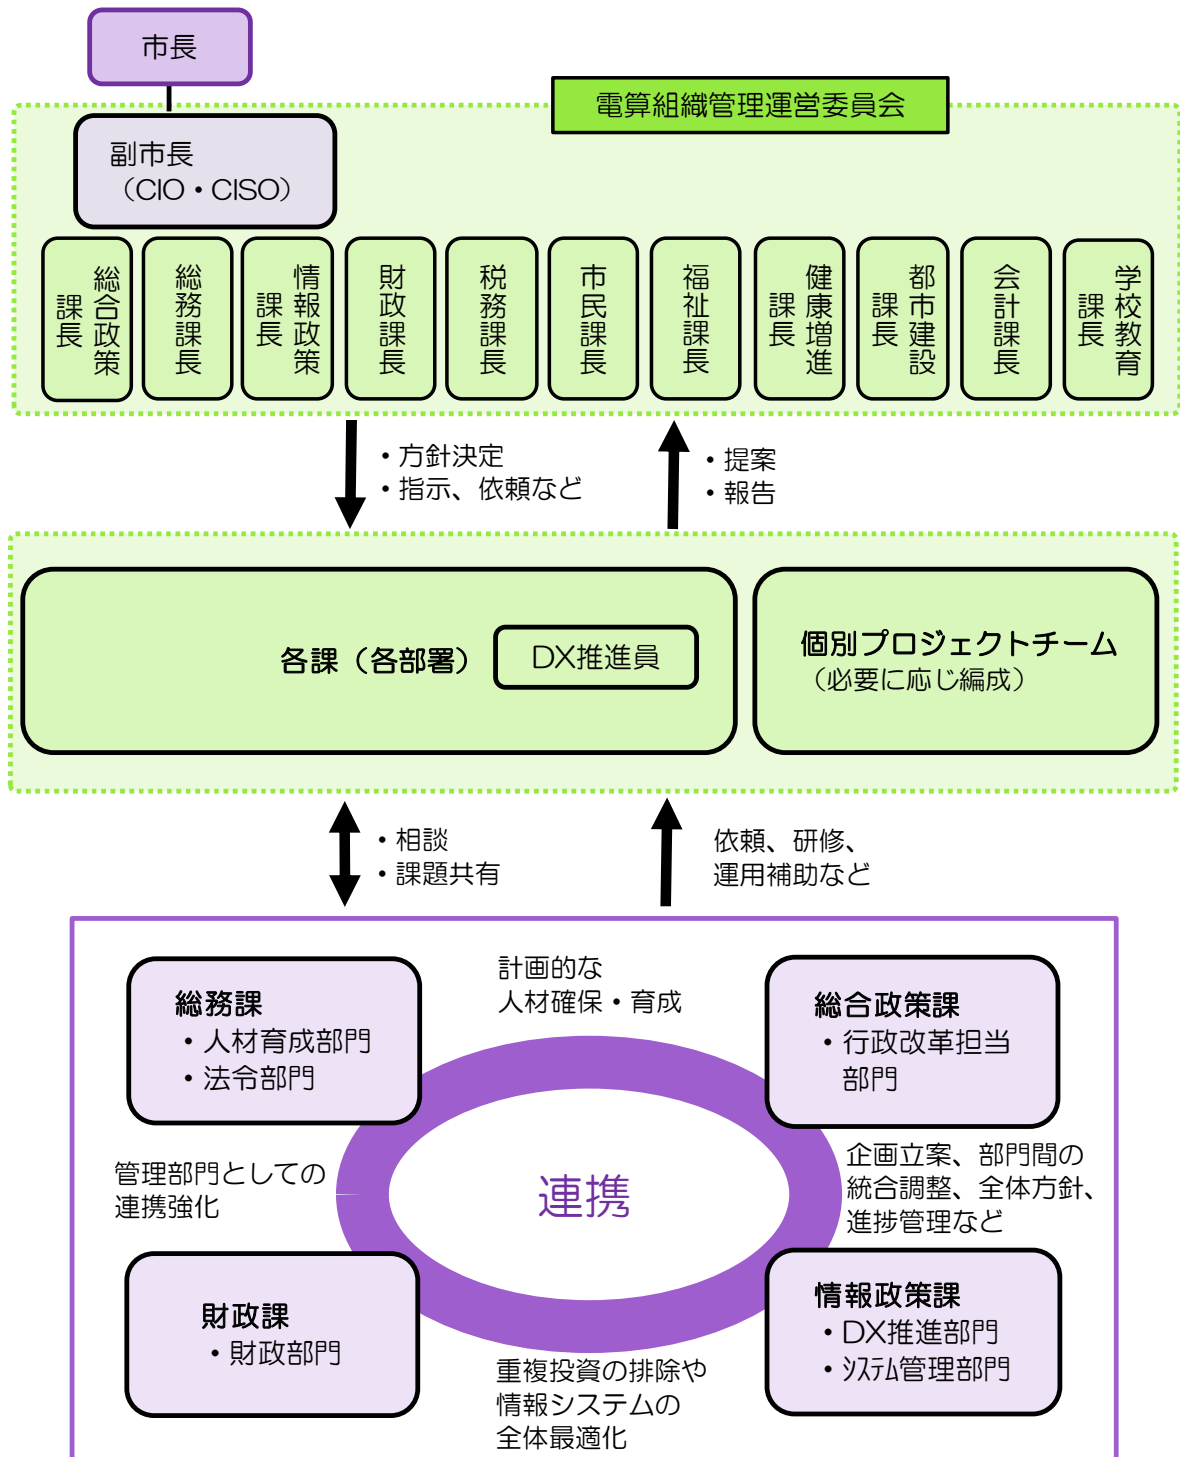 市長
電算組織管理運営委員会
副市長
（CIO・CISO）
総合政策
課長
総務課長
情報政策
課長
財政課長
税務課長
市民課長
福祉課長
健康増進
課長
都市建設
課長
会計課長
学校教育
課長
・方針決定
・指示、依頼など
・提案
・報告
各課（各部署）
DX推進員
個別プロジェクトチーム
（必要に応じ編成）
・相談
・課題共有
依頼、研修、
運用補助など
総務課
・人材育成部門
・法令部門
計画的な
人材確保・育成
総合政策課
・行政改革担当
部門
管理部門としての
連携強化
連携
企画立案、部門間の
統合調整、全体方針、
進捗管理など
財政課
・財政部門
重複投資の排除や
情報システムの
全体最適化
情報政策課
・DX推進部門
・ｼｽﾃﾑ管理部門